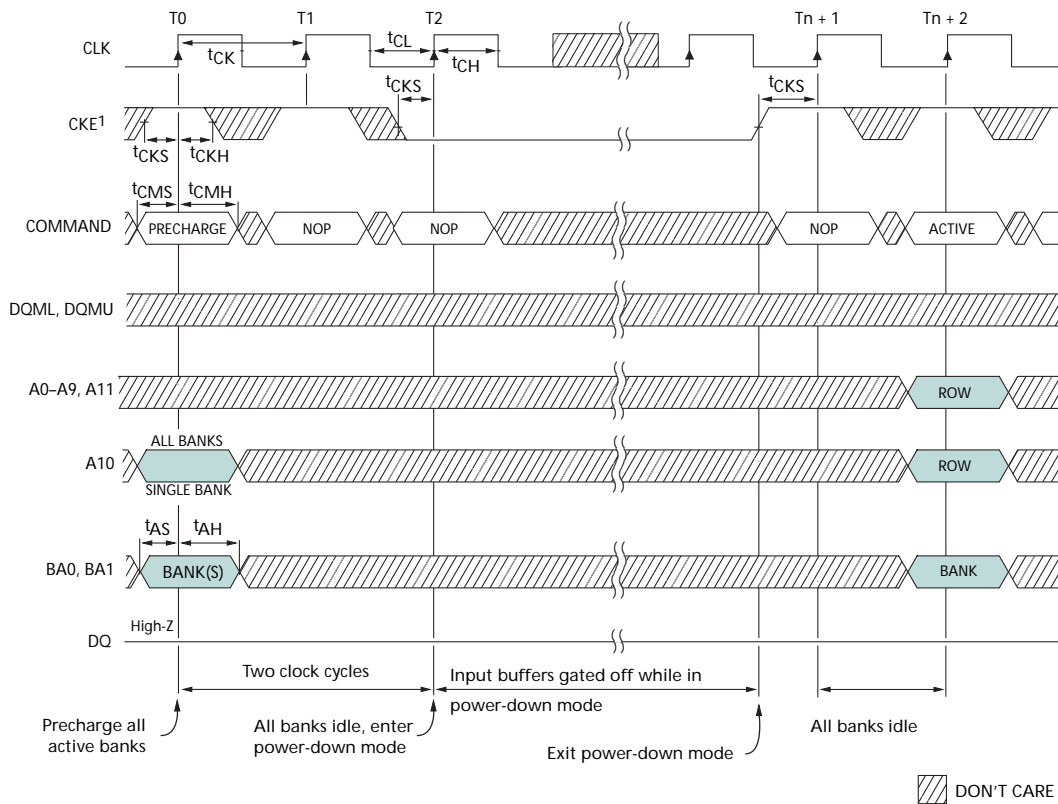 T0 T1 T2 Tn + 1 Tn + 2
CLK
tCK tCL tCH
CKE1
tCKS tCKH tCKS tCKS
tCMS tCMH
COMMAND PRECHARGE NOP NOP NOP ACTIVE
DQML, DQMU
A0–A9, A11 ROW
ALL BANKS
A10 ROW
SINGLE BANK
tAS tAH
BA0, BA1 BANK(S) BANK
High-Z
DQ
Two clock cycles
Input buffers gated off while in
power-down mode
Precharge all
active banks
All banks idle, enter
power-down mode
Exit power-down mode
All banks idle
DON'T CARE